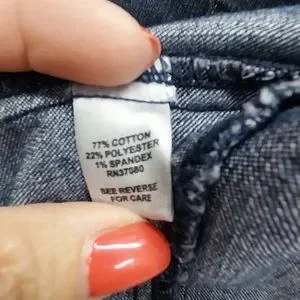 77% COTTON
22% POLYESTER
1% SPANDEX
RN37080
SEE REVERSE
FOR CARE